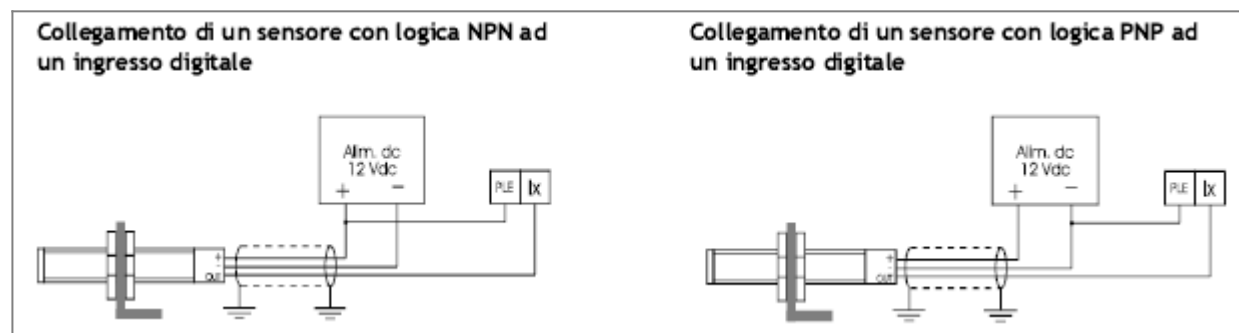 Collegamento di un sensore con logica NPN ad
un ingresso digitale
Alim. dc
12 Vdc
+ −
PLE Ix
+
-
OUT
Collegamento di un sensore con logica PNP ad
un ingresso digitale
Alim. dc
12 Vdc
+ −
PLE Ix
+
-
OUT